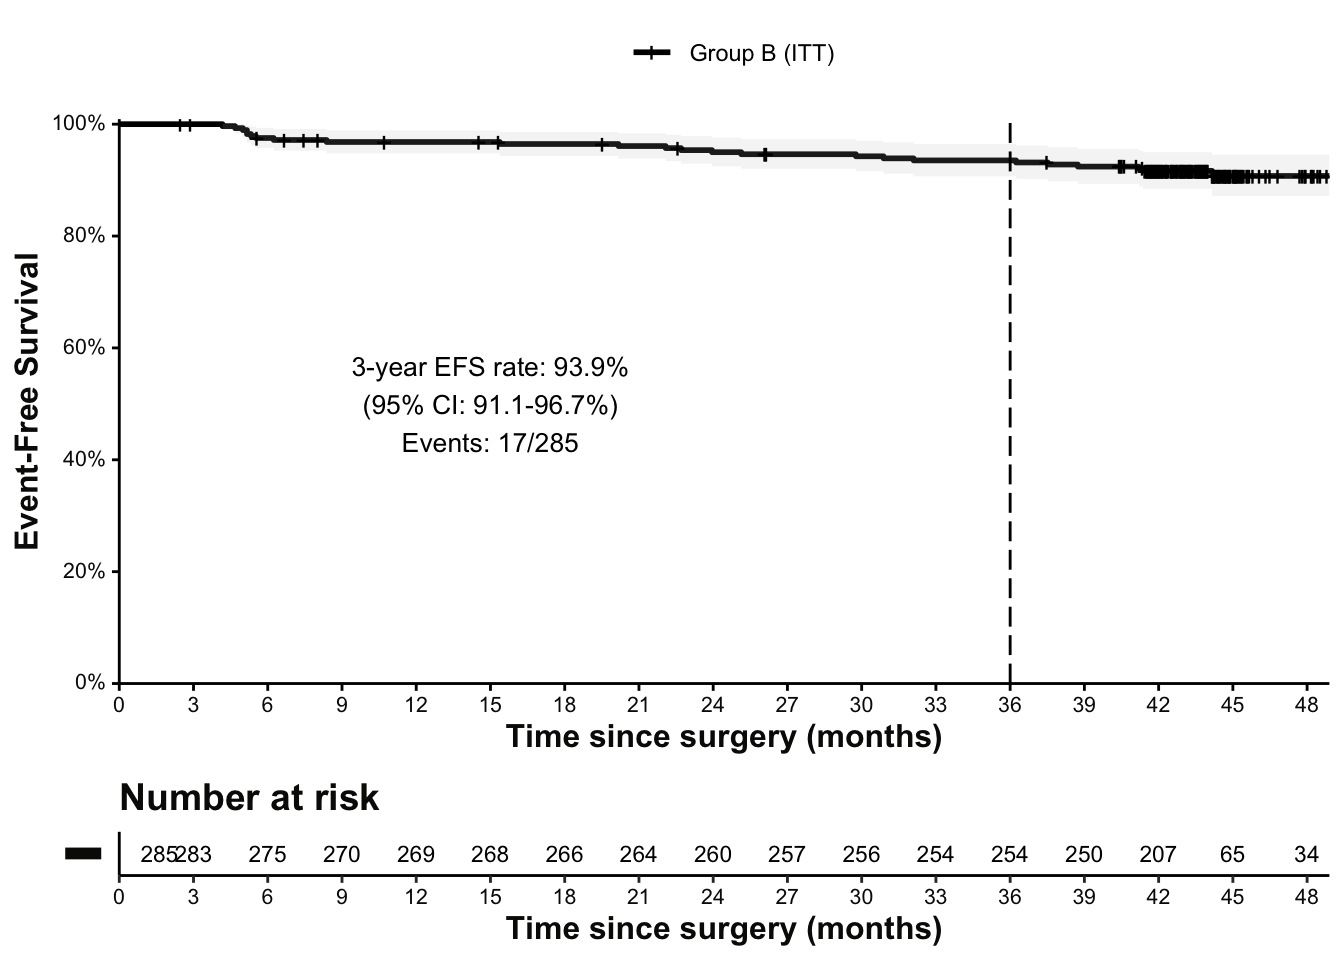 Group B (ITT)
100%
80%
60%
40%
20%
0%
Event-Free Survival
3-year EFS rate: 93.9%
(95% CI: 91.1-96.7%)
Events: 17/285
0 3 6 9 12 15 18 21 24 27 30 33 36 39 42 45 48
Time since surgery (months)
Number at risk
285 283 275 270 269 268 266 264 260 257 256 254 254 250 207 65 34
0 3 6 9 12 15 18 21 24 27 30 33 36 39 42 45 48
Time since surgery (months)